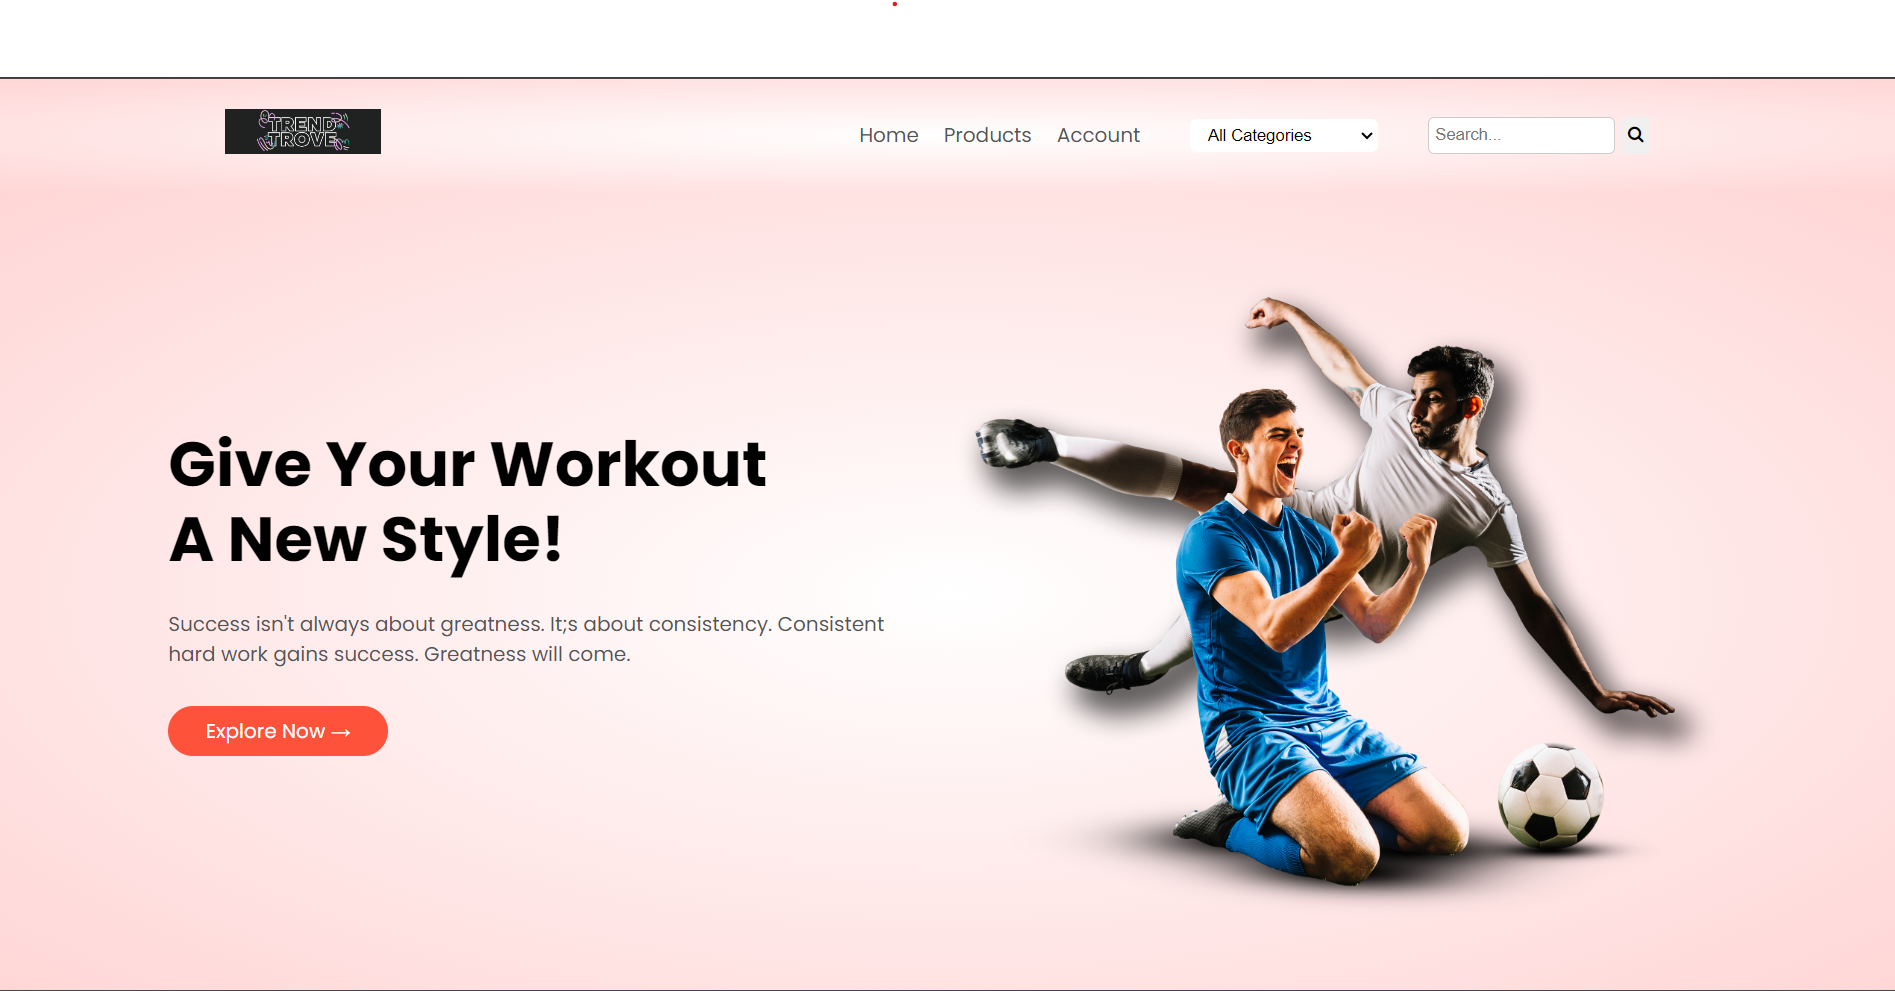 TREND
TROVE
Home Products Account All Categories Search...
Give Your Workout
A New Style!
Success isn't always about greatness. It;s about consistency. Consistent
hard work gains success. Greatness will come.
Explore Now →